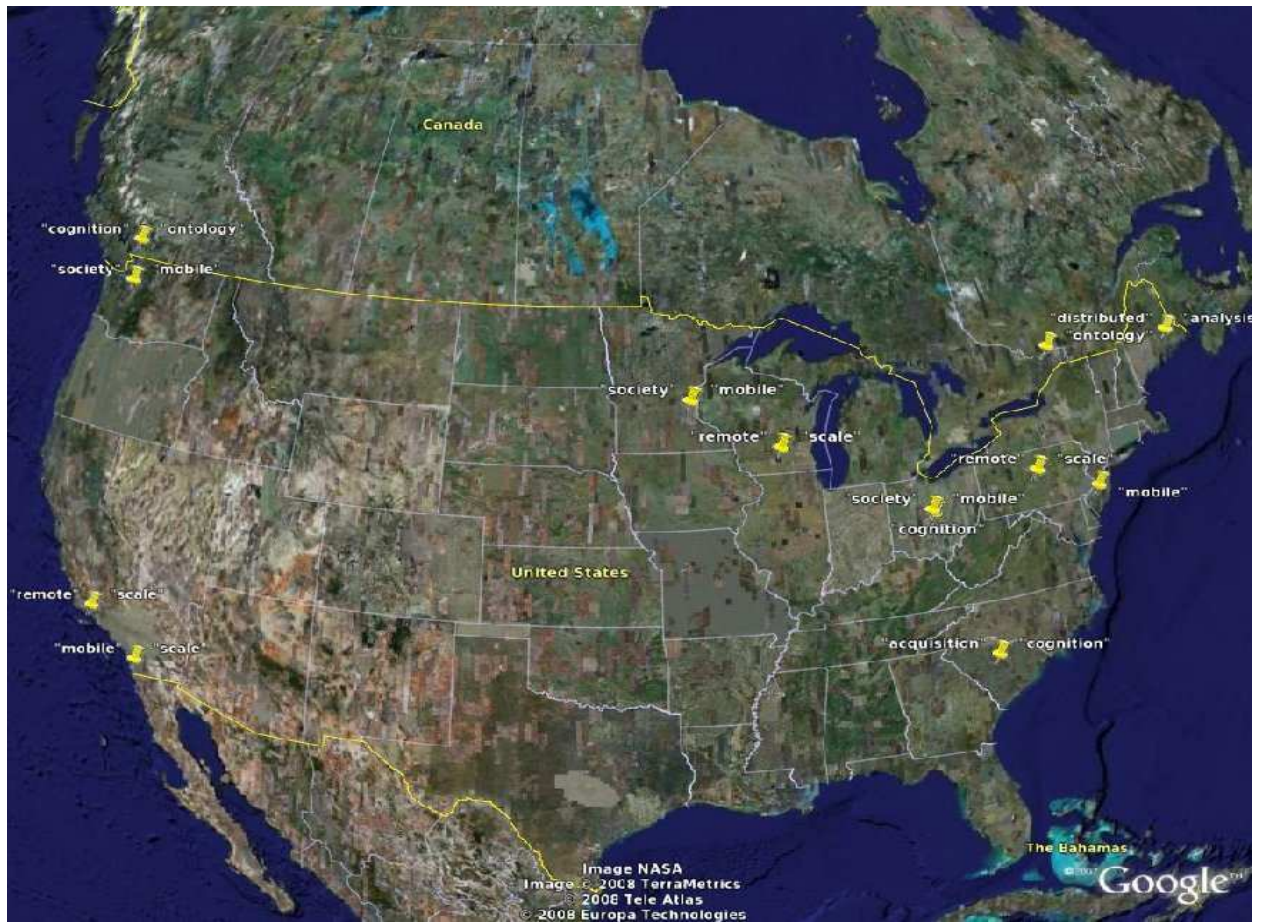 Canada
"cognition" "ontology"
"society" "mobile"
"distributed" "analysis
"ontology"
"society" "mobile"
"remote" "scale"
"remote" "scale"
"society" "mobile"
"mobile"
"cognition"
United States
"remote" "scale"
"acquisition" "cognition"
"mobile" "scale"
The Bahamas
Image NASA
Image © 2008 TerraMetrics
© 2008 Tele Atlas
© 2008 Europa Technologies
Google™